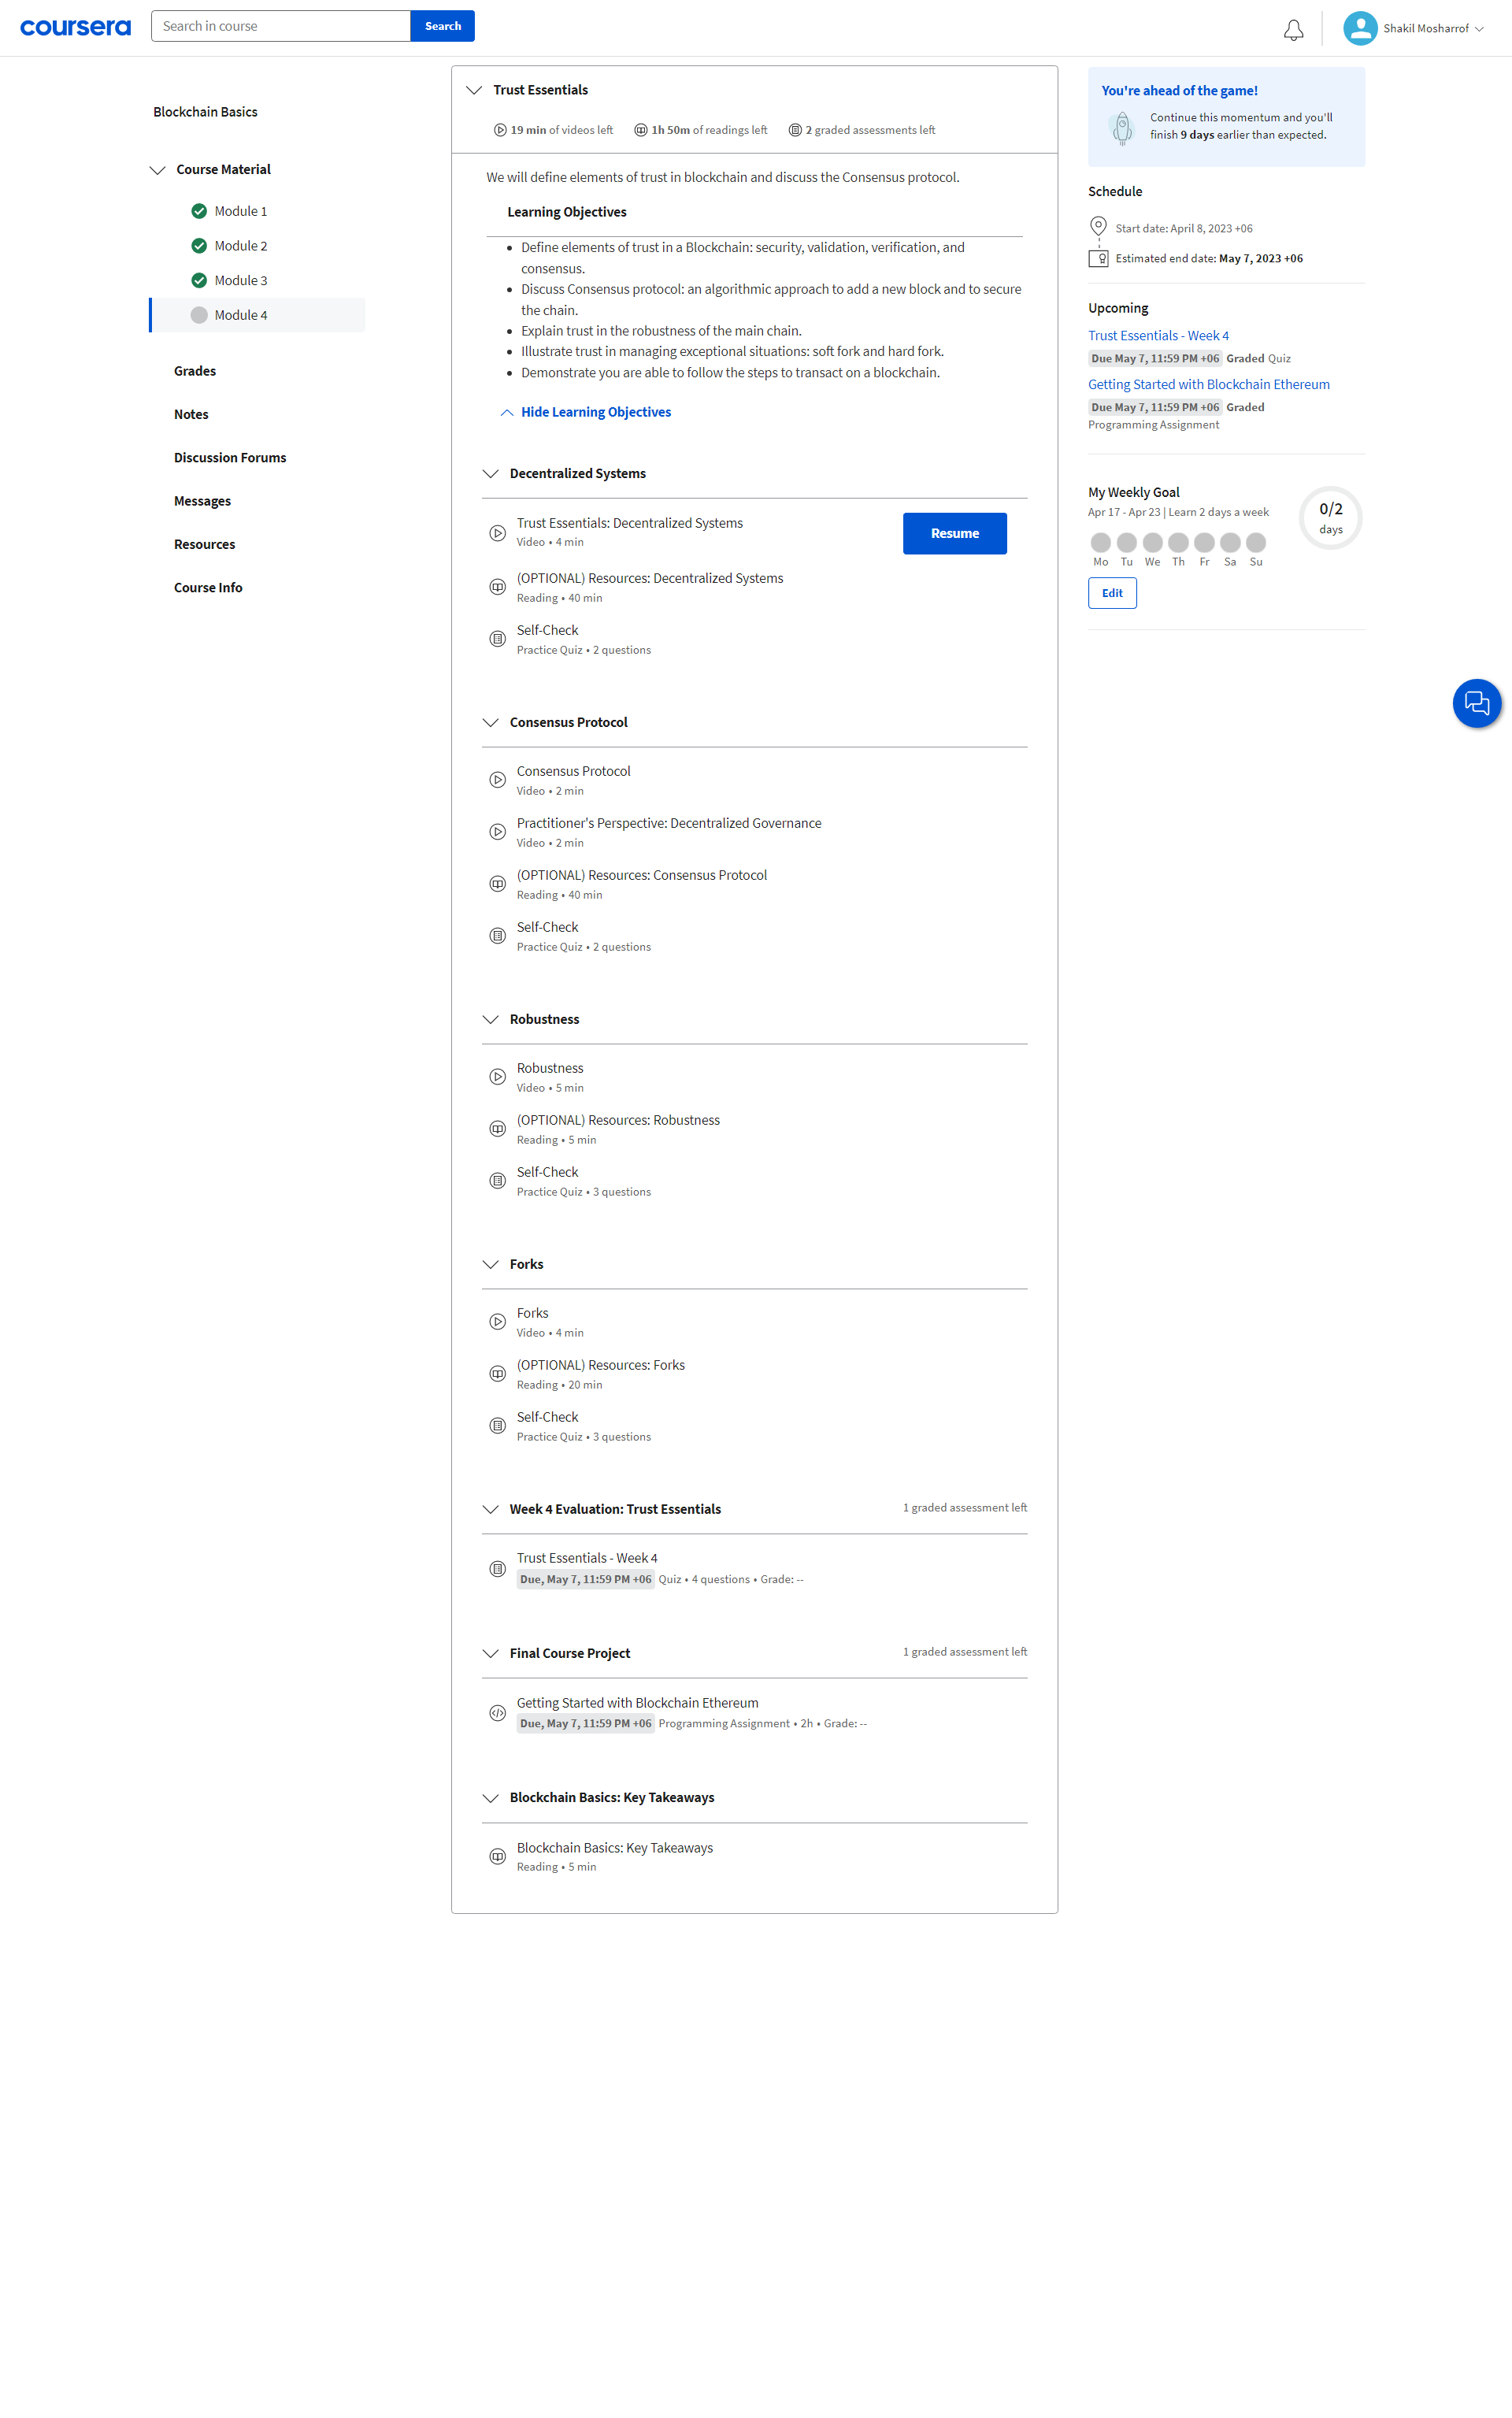 coursera
Search in course
Search
Shakil Mosharrof
Blockchain Basics
Course Material
Module 1
Module 2
Module 3
Module 4
Grades
Notes
Discussion Forums
Messages
Resources
Course Info
Trust Essentials
19 min of videos left 1h 50m of readings left 2 graded assessments left
We will define elements of trust in blockchain and discuss the Consensus protocol.
Learning Objectives
• Define elements of trust in a Blockchain: security, validation, verification, and
consensus.
• Discuss Consensus protocol: an algorithmic approach to add a new block and to secure
the chain.
• Explain trust in the robustness of the main chain.
• Illustrate trust in managing exceptional situations: soft fork and hard fork.
• Demonstrate you are able to follow the steps to transact on a blockchain.
Hide Learning Objectives
Decentralized Systems
Trust Essentials: Decentralized Systems
Video • 4 min
Resume
(OPTIONAL) Resources: Decentralized Systems
Reading • 40 min
Self-Check
Practice Quiz • 2 questions
Consensus Protocol
Consensus Protocol
Video • 2 min
Practitioner's Perspective: Decentralized Governance
Video • 2 min
(OPTIONAL) Resources: Consensus Protocol
Reading • 40 min
Self-Check
Practice Quiz • 2 questions
Robustness
Robustness
Video • 5 min
(OPTIONAL) Resources: Robustness
Reading • 5 min
Self-Check
Practice Quiz • 3 questions
Forks
Forks
Video • 4 min
(OPTIONAL) Resources: Forks
Reading • 20 min
Self-Check
Practice Quiz • 3 questions
Week 4 Evaluation: Trust Essentials 1 graded assessment left
Trust Essentials - Week 4
Due, May 7, 11:59 PM +06 Quiz • 4 questions • Grade: --
Final Course Project 1 graded assessment left
Getting Started with Blockchain Ethereum
Due, May 7, 11:59 PM +06 Programming Assignment • 2h • Grade: --
Blockchain Basics: Key Takeaways
Blockchain Basics: Key Takeaways
Reading • 5 min
You're ahead of the game!
Continue this momentum and you'll
finish 9 days earlier than expected.
Schedule
Start date: April 8, 2023 +06
Estimated end date: May 7, 2023 +06
Upcoming
Trust Essentials - Week 4
Due May 7, 11:59 PM +06 Graded Quiz
Getting Started with Blockchain Ethereum
Due May 7, 11:59 PM +06 Graded
Programming Assignment
My Weekly Goal
Apr 17 - Apr 23 | Learn 2 days a week
0/2
days
Mo Tu We Th Fr Sa Su
Edit